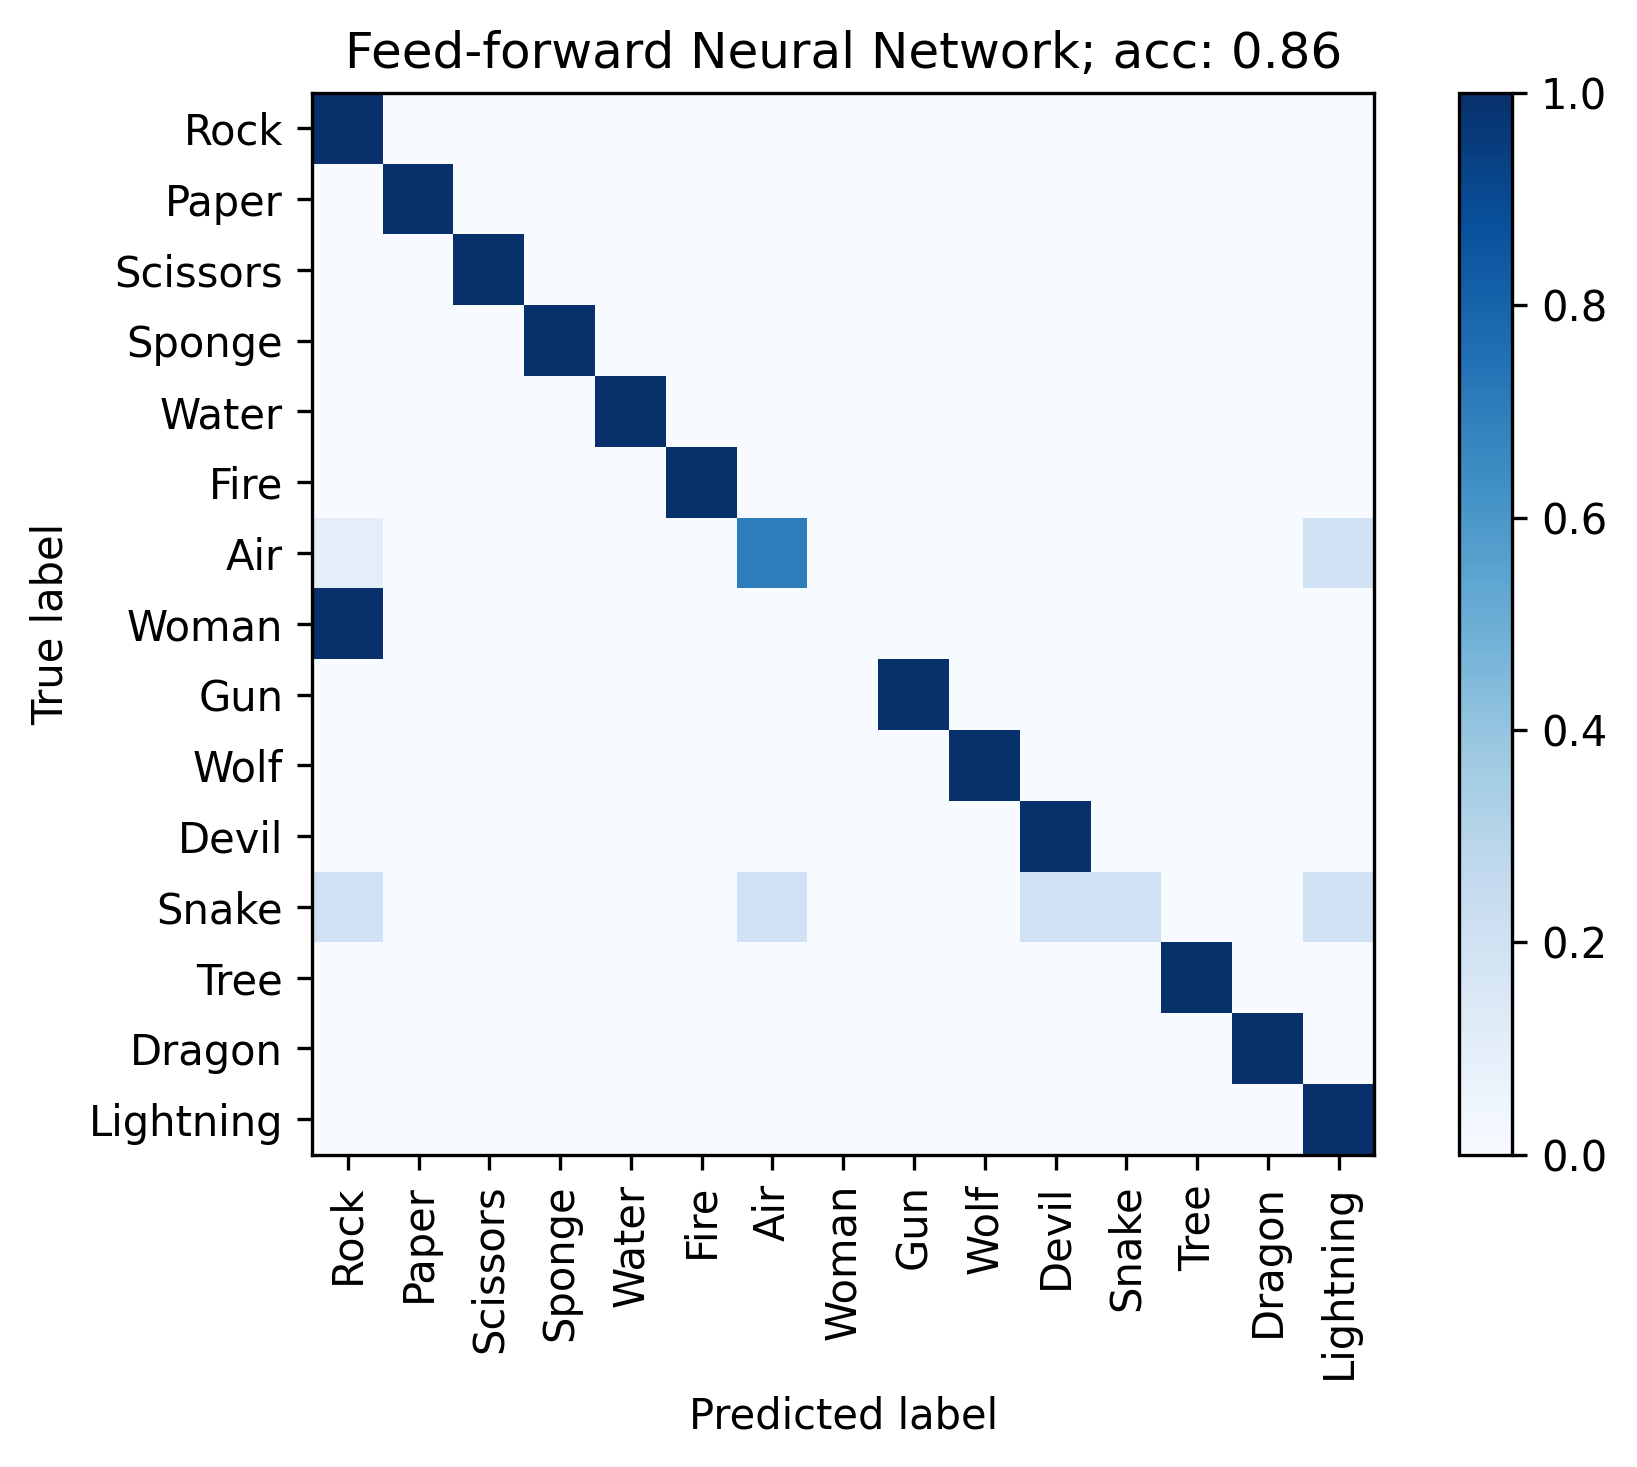 Feed-forward Neural Network; acc: 0.86
True label
Rock
Paper
Scissors
Sponge
Water
Fire
Air
Woman
Gun
Wolf
Devil
Snake
Tree
Dragon
Lightning
Rock
Paper
Scissors
Sponge
Water
Fire
Air
Woman
Gun
Wolf
Devil
Snake
Tree
Dragon
Lightning
Predicted label
1.0
0.8
0.6
0.4
0.2
0.0